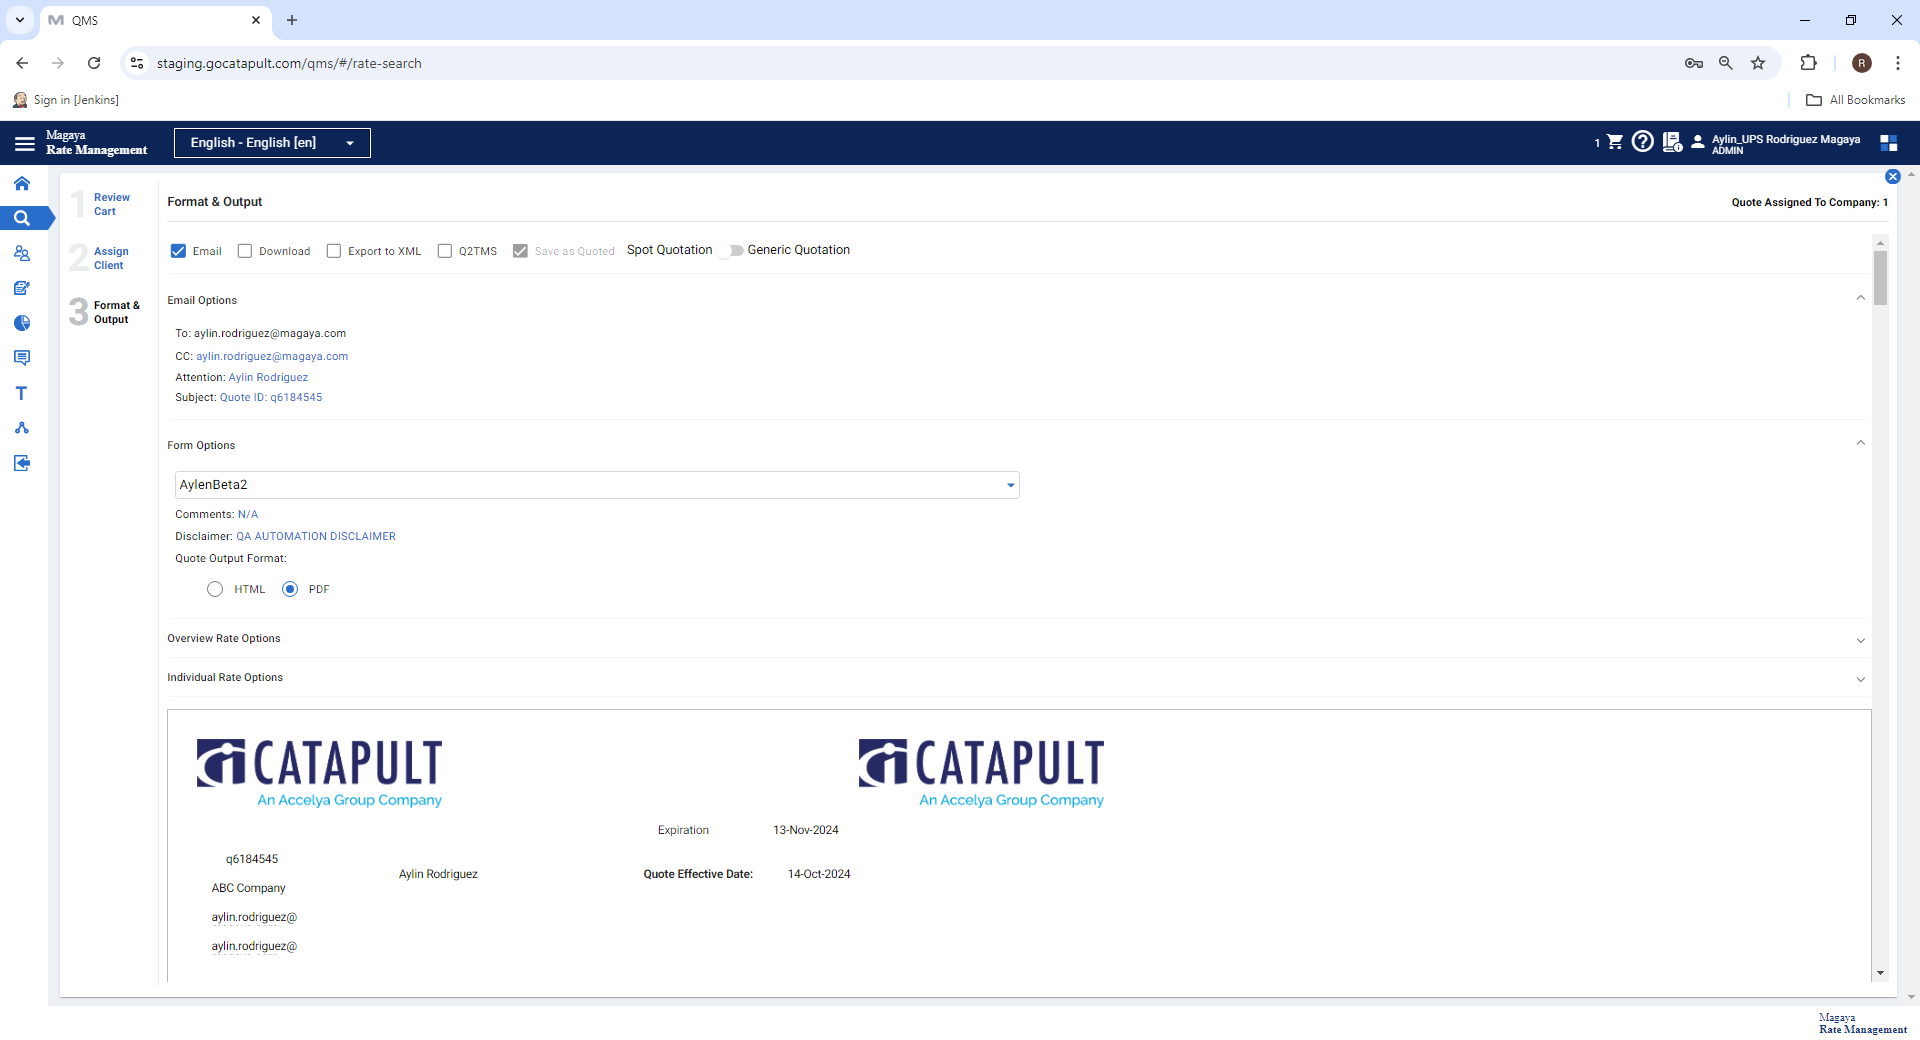 QMS
staging.gocatapult.com/qms/#/rate-search
R
Sign in [Jenkins]
All Bookmarks
Magaya
Rate Management
English - English [en]
1
Aylin_UPS Rodriguez Magaya
ADMIN
1 Review Cart
2 Assign Client
3 Format & Output
Format & Output
Quote Assigned To Company: 1
Email
Download
Export to XML
Q2TMS
Save as Quoted
Spot Quotation
Generic Quotation
Email Options
To: aylin.rodriguez@magaya.com
CC: aylin.rodriguez@magaya.com
Attention: Aylin Rodriguez
Subject: Quote ID: q6184545
Form Options
AylenBeta2
Comments: N/A
Disclaimer: QA AUTOMATION DISCLAIMER
Quote Output Format:
HTML
PDF
Overview Rate Options
Individual Rate Options
CATAPULT
An Accelya Group Company
CATAPULT
An Accelya Group Company
Expiration 13-Nov-2024
q6184545
Aylin Rodriguez
Quote Effective Date: 14-Oct-2024
ABC Company
aylin.rodriguez@
aylin.rodriguez@
Magaya
Rate Management